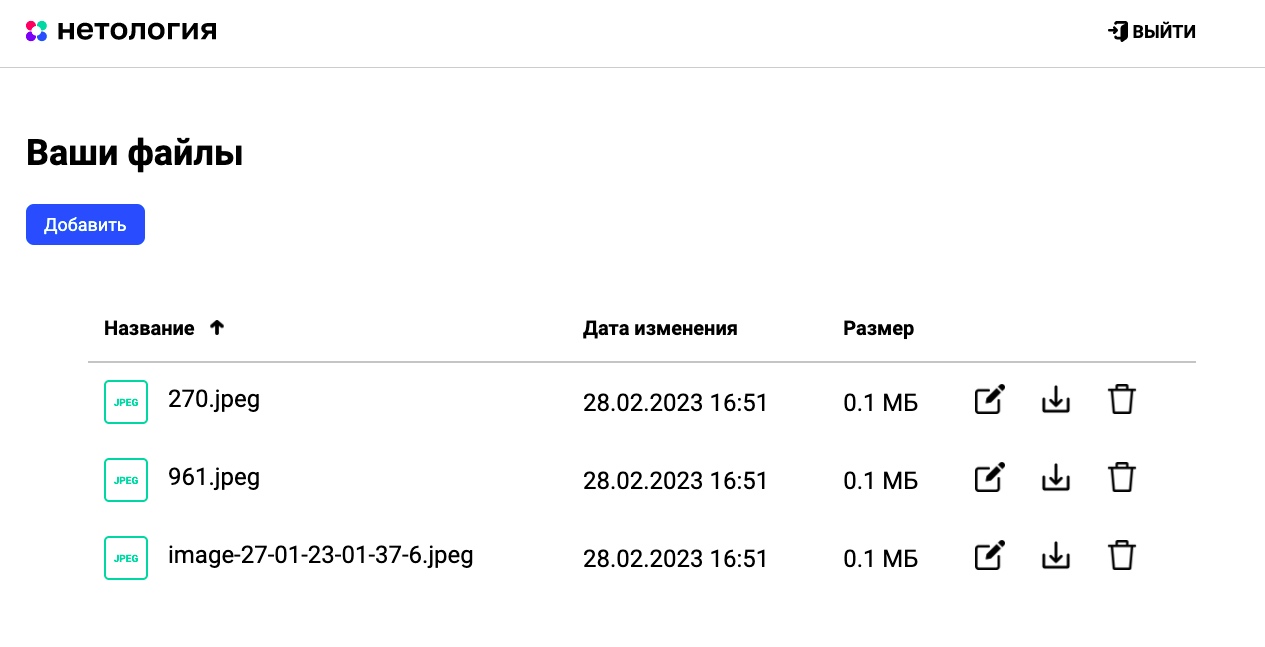 нетология
ВЫЙТИ
Ваши файлы
Добавить
Название Дата изменения Размер
JPEG 270.jpeg 28.02.2023 16:51 0.1 МБ
JPEG 961.jpeg 28.02.2023 16:51 0.1 МБ
JPEG image-27-01-23-01-37-6.jpeg 28.02.2023 16:51 0.1 МБ